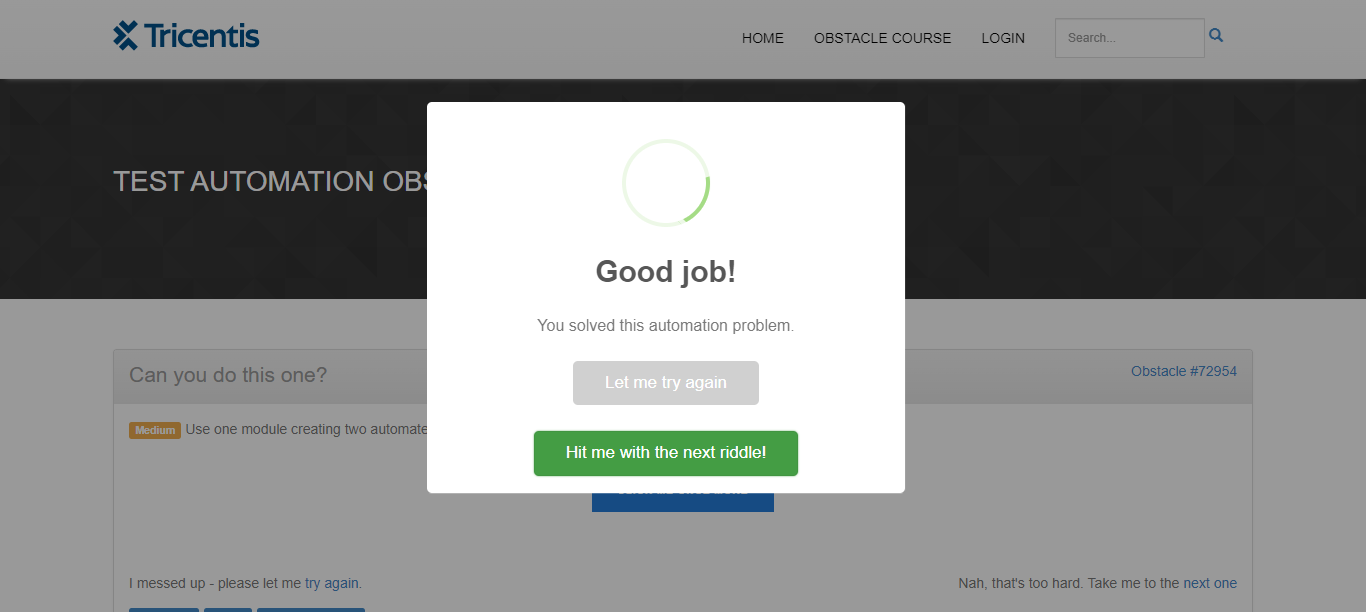 Tricentis
HOME OBSTACLE COURSE LOGIN Search...
TEST AUTOMATION OBS
Good job!
You solved this automation problem.
Let me try again
Hit me with the next riddle!
Can you do this one?
Obstacle #72954
Medium Use one module creating two automate
I messed up - please let me try again.
Nah, that's too hard. Take me to the next one